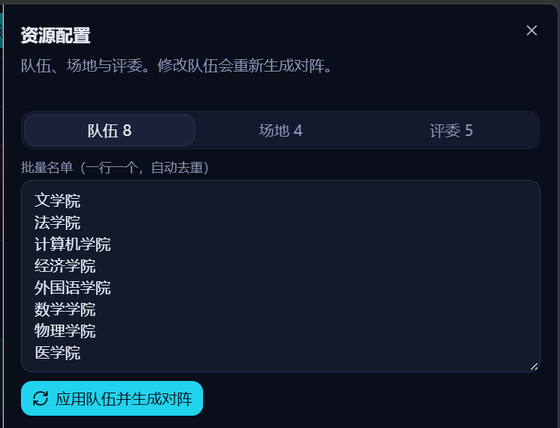 资源配置
队伍、场地与评委。修改队伍会重新生成对阵。
队伍 8 场地 4 评委 5
批量名单（一行一个，自动去重）
文学院
法学院
计算机学院
经济学院
外国语学院
数学学院
物理学院
医学院
应用队伍并生成对阵